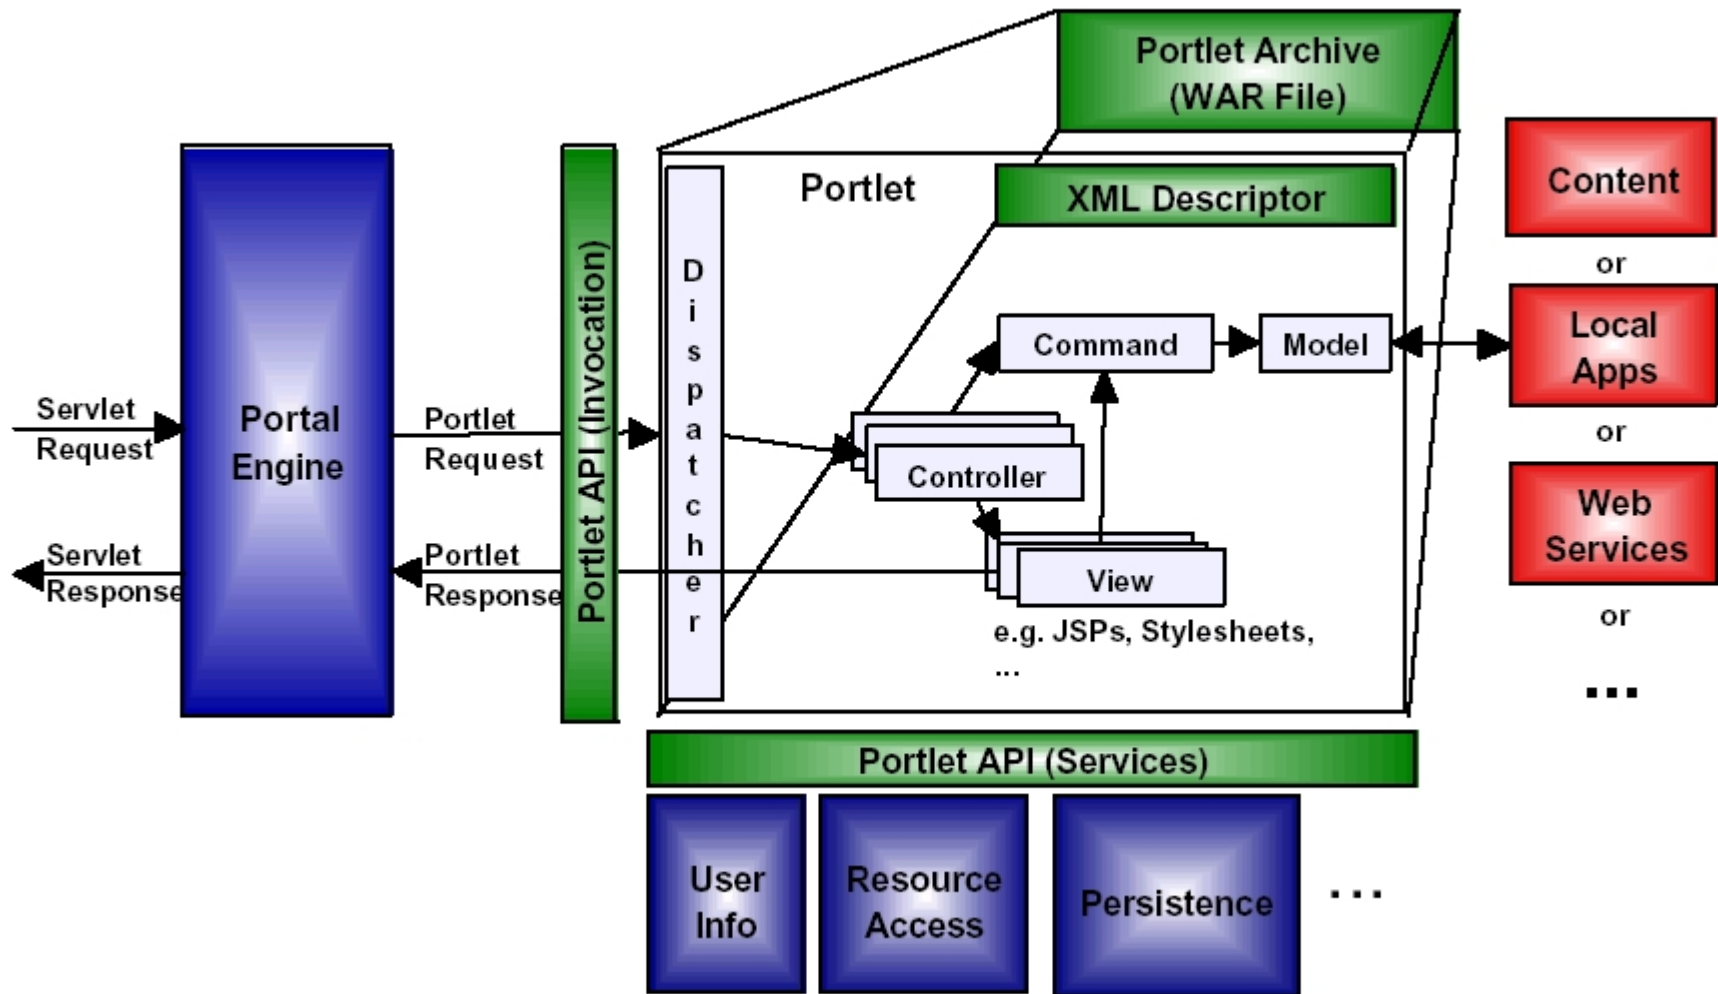 Portlet Archive
(WAR File)
Portlet
XML Descriptor
Content
or
Local
Apps
or
Web
Services
or
...
Servlet
Request
Servlet
Response
Portal
Engine
Portlet
Request
Portlet
Response
Portlet API (Invocation)
Dispatcher
Command
Model
Controller
View
e.g. JSPs, Stylesheets,
...
Portlet API (Services)
User
Info
Resource
Access
Persistence
...